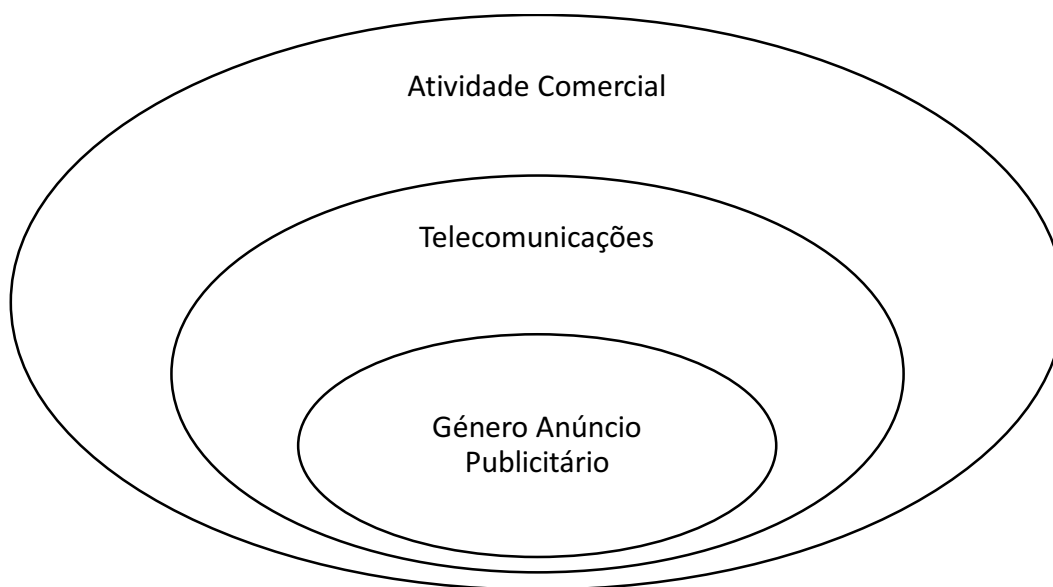 Atividade Comercial
Telecomunicações
Género Anúncio
Publicitário